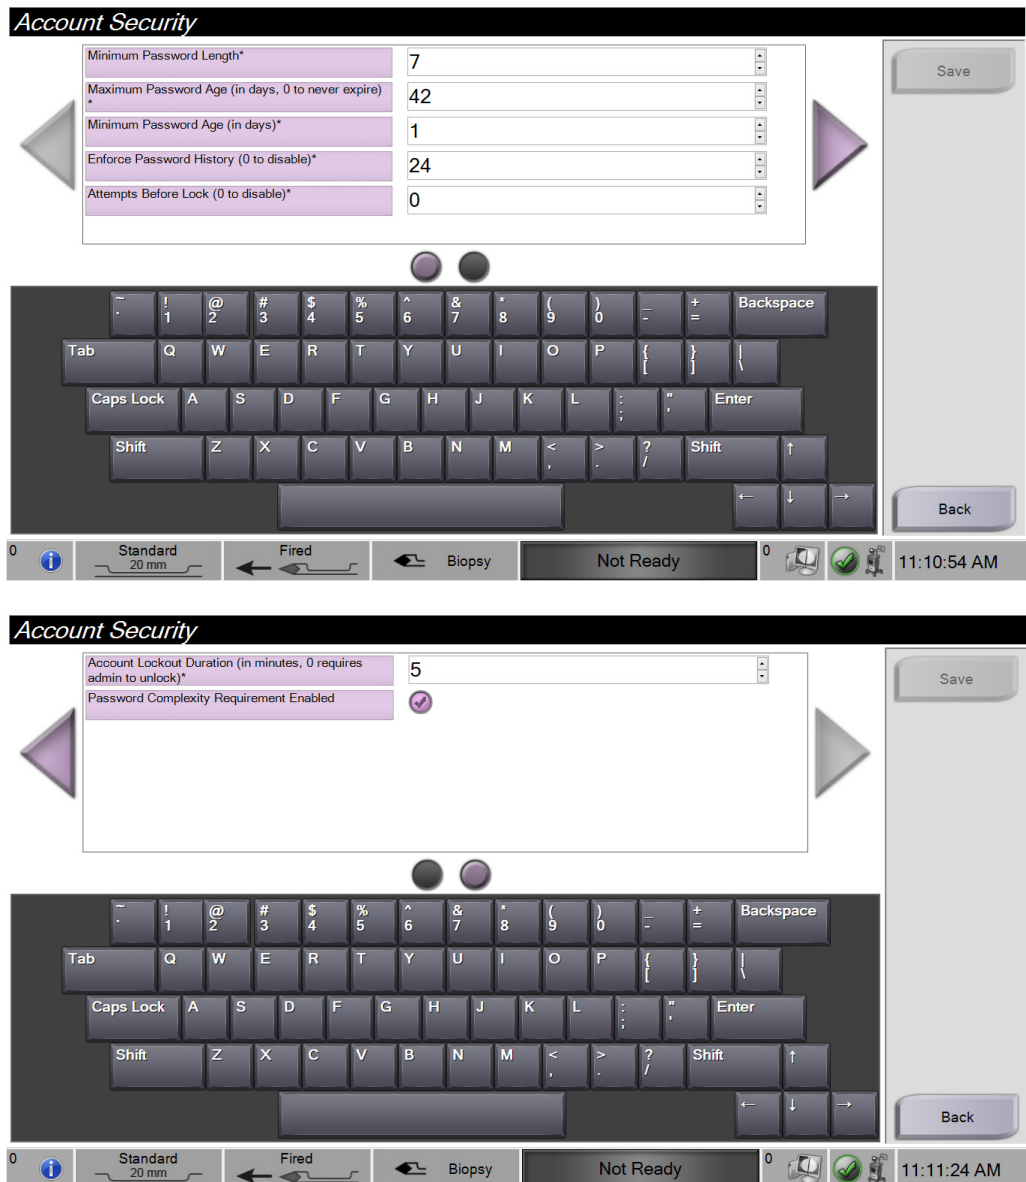 Account Security
Minimum Password Length*
7
Save
Maximum Password Age (in days, 0 to never expire)
*
42
Minimum Password Age (in days)*
1
Enforce Password History (0 to disable)*
24
Attempts Before Lock (0 to disable)*
0
~ ! @ # $ % ^ & * ( ) _ + Backspace
` 1 2 3 4 5 6 7 8 9 0 - =
Tab Q W E R T Y U I O P { } |
[ ] \
Caps Lock A S D F G H J K L : " Enter
; '
Shift Z X C V B N M < > ? Shift ↑
, . /
← ↓ →
Back
0 Standard Fired Biopsy Not Ready 0 11:10:54 AM
20 mm
Account Security
Account Lockout Duration (in minutes, 0 requires
admin to unlock)*
5
Save
Password Complexity Requirement Enabled
~ ! @ # $ % ^ & * ( ) _ + Backspace
` 1 2 3 4 5 6 7 8 9 0 - =
Tab Q W E R T Y U I O P { } |
[ ] \
Caps Lock A S D F G H J K L : " Enter
; '
Shift Z X C V B N M < > ? Shift ↑
, . /
← ↓ →
Back
0 Standard Fired Biopsy Not Ready 0 11:11:24 AM
20 mm